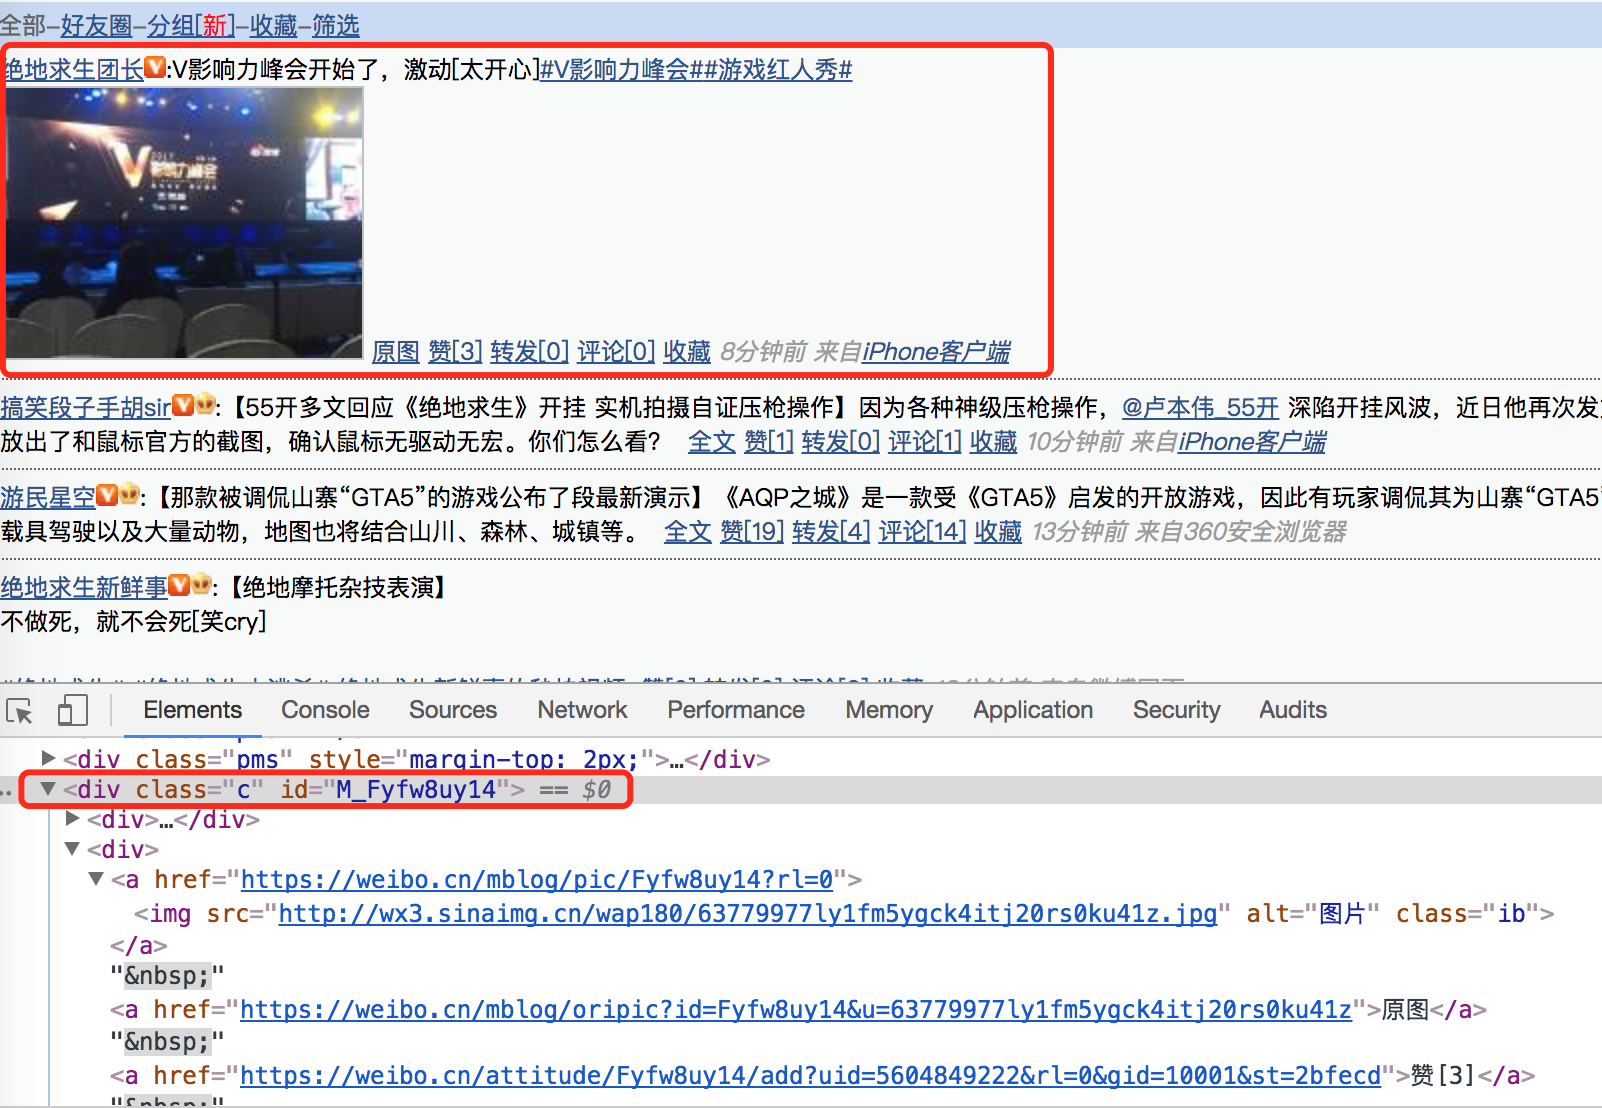 全部-好友圈-分组[新]-收藏-筛选
绝地求生团长V:V影响力峰会开始了，激动[太开心]#V影响力峰会##游戏红人秀#
2017
V影响力峰会
原图 赞[3] 转发[0] 评论[0] 收藏 8分钟前 来自iPhone客户端
搞笑段子手胡sirV:【55开多文回应《绝地求生》开挂 实机拍摄自证压枪操作】因为各种神级压枪操作，@卢本伟_55开 深陷开挂风波，近日他再次发
放出了和鼠标官方的截图，确认鼠标无驱动无宏。你们怎么看？ 全文 赞[1] 转发[0] 评论[1] 收藏 10分钟前 来自iPhone客户端
游民星空V:【那款被调侃山寨“GTA5”的游戏公布了段最新演示】《AQP之城》是一款受《GTA5》启发的开放游戏，因此有玩家调侃其为山寨“GTA5”
载具驾驶以及大量动物，地图也将结合山川、森林、城镇等。 全文 赞[19] 转发[4] 评论[14] 收藏 13分钟前 来自360安全浏览器
绝地求生新鲜事V:【绝地摩托杂技表演】
不做死，就不会死[笑cry]
Elements Console Sources Network Performance Memory Application Security Audits
<div class="pms" style="margin-top: 2px;">…</div>
<div class="c" id="M_Fyfw8uy14"> == $0
<div>…</div>
<div>
<a href="https://weibo.cn/mblog/pic/Fyfw8uy14?rl=0">
<img src="http://wx3.sinaimg.cn/wap180/63779977ly1fm5ygck4itj20rs0ku41z.jpg" alt="图片" class="ib">
</a>
"&nbsp;"
<a href="https://weibo.cn/mblog/oripic?id=Fyfw8uy14&u=63779977ly1fm5ygck4itj20rs0ku41z">原图</a>
"&nbsp;"
<a href="https://weibo.cn/attitude/Fyfw8uy14/add?uid=5604849222&rl=0&gid=10001&st=2bfecd">赞[3]</a>
"&nbsp;"